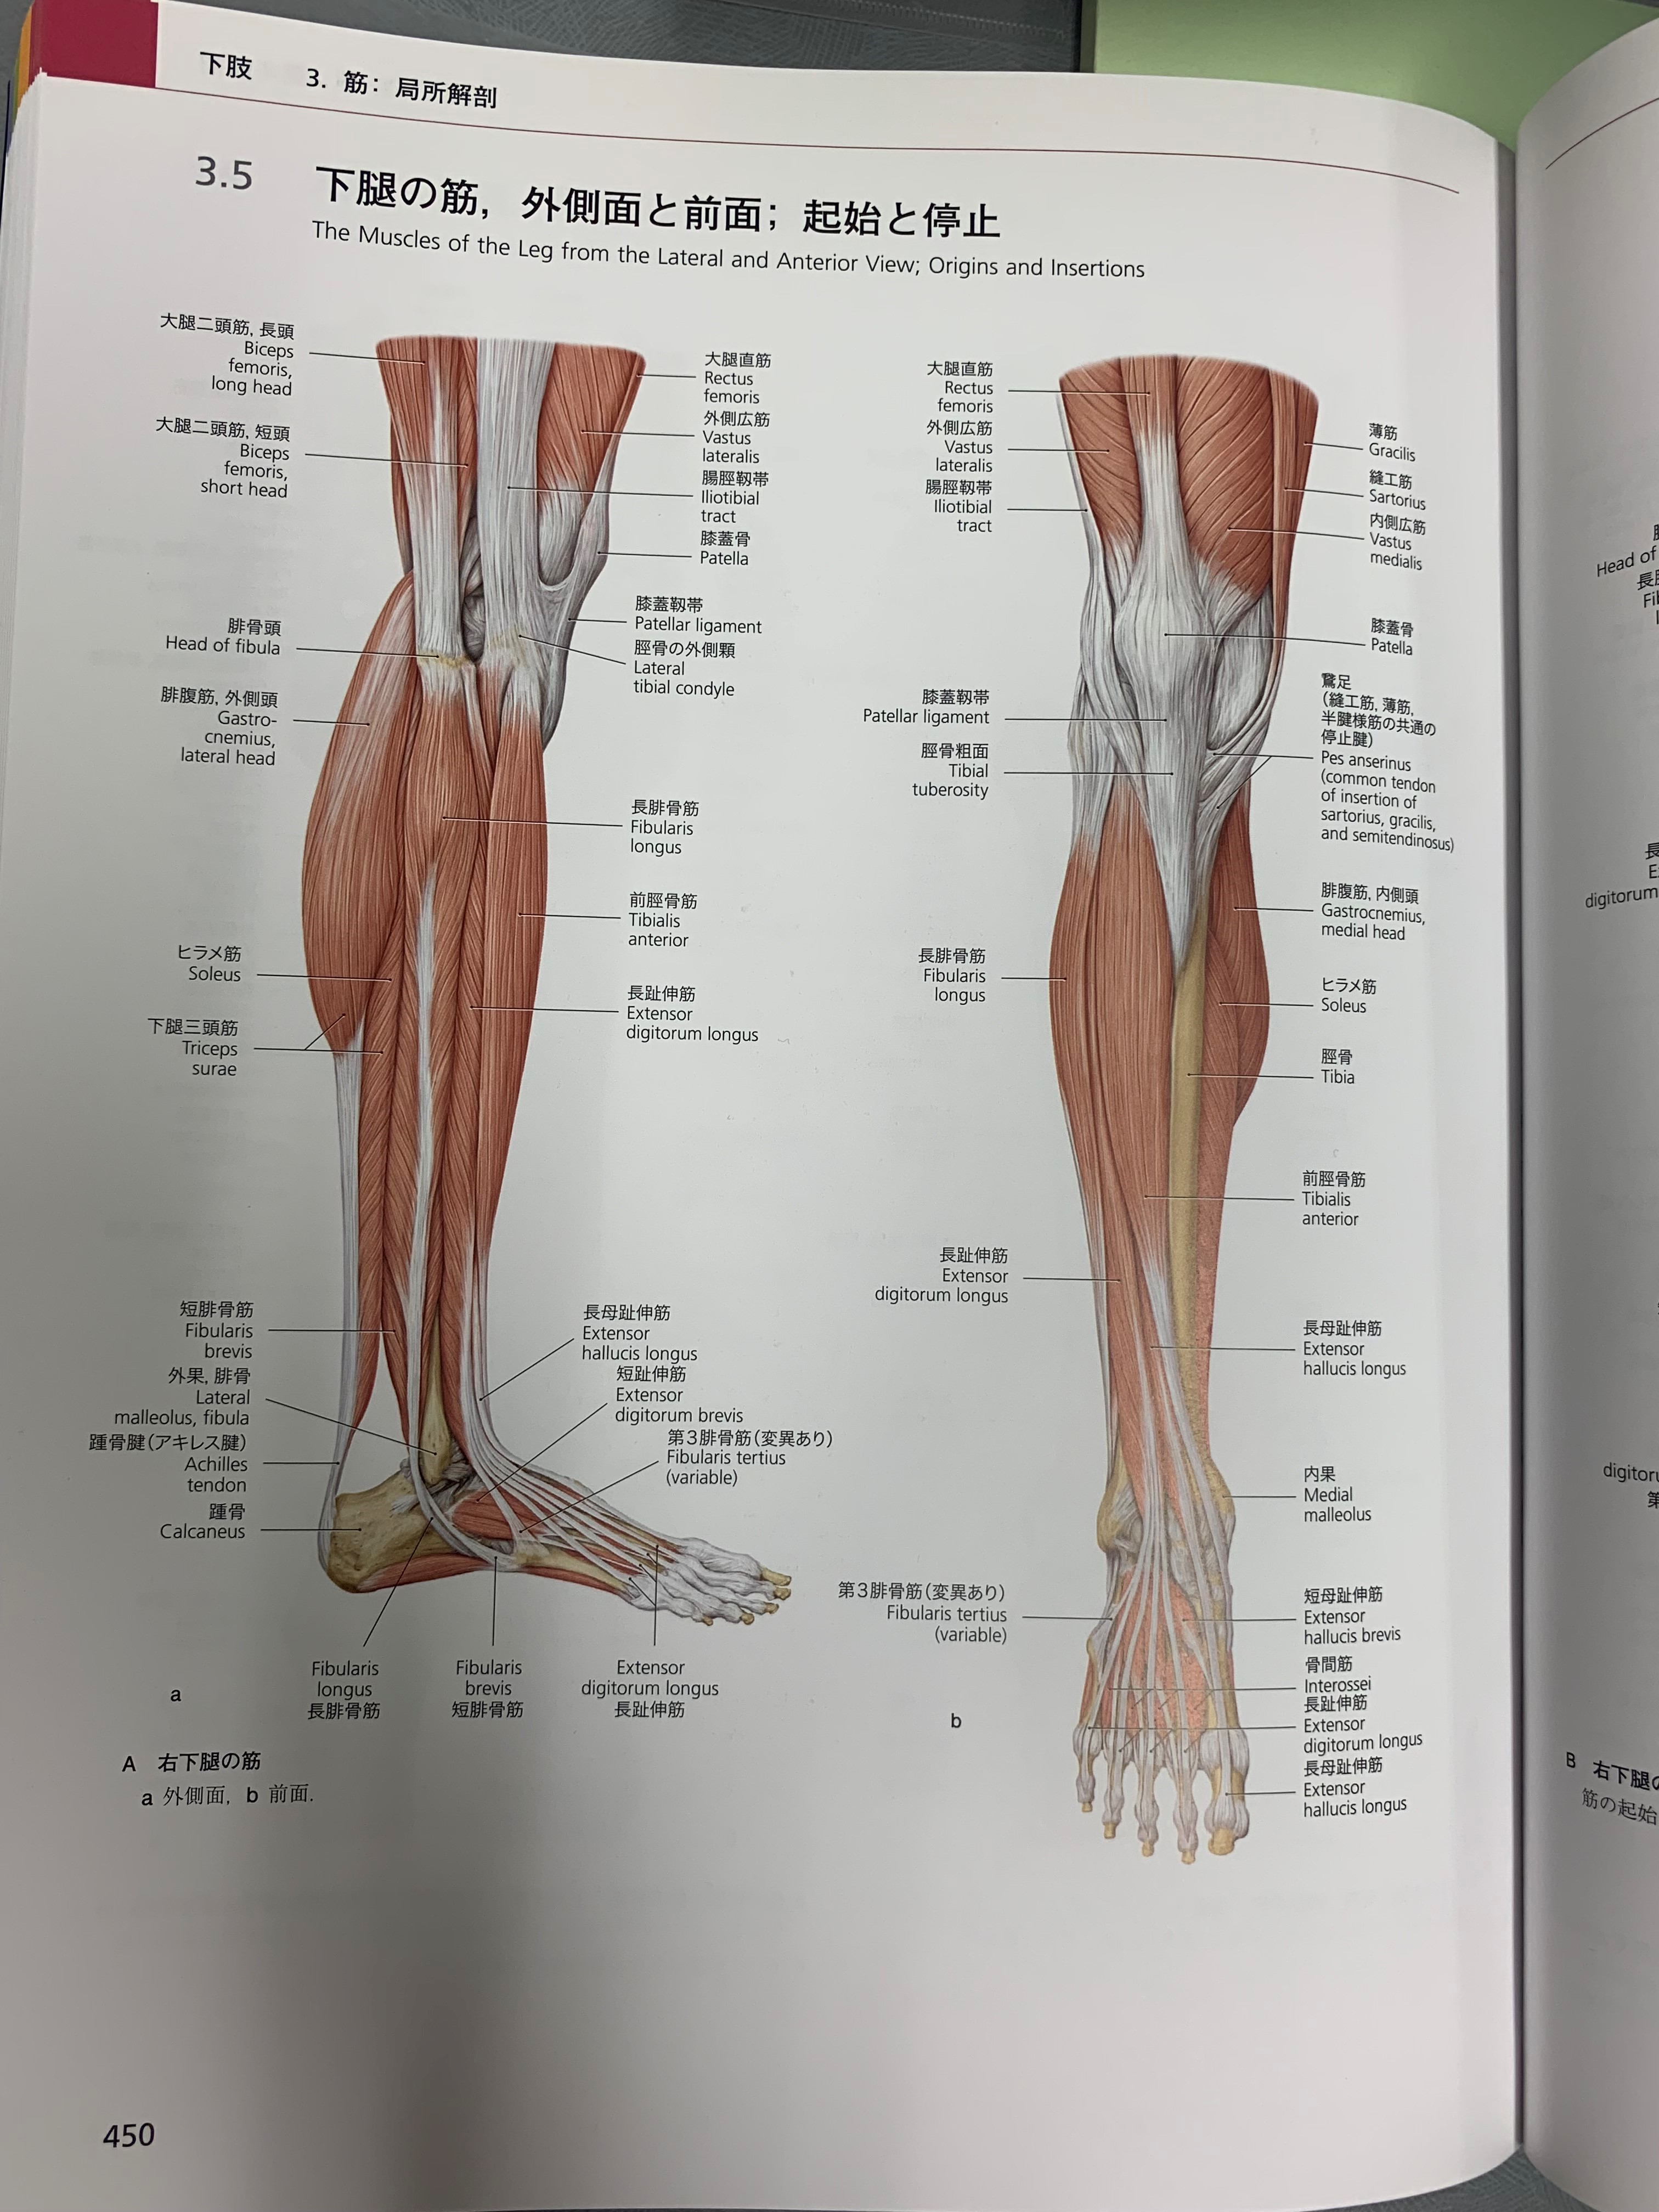 下肢　3. 筋：局所解剖
3.5　下腿の筋，外側面と前面；起始と停止
The Muscles of the Leg from the Lateral and Anterior View; Origins and Insertions
大腿二頭筋, 長頭
Biceps
femoris,
long head
大腿二頭筋, 短頭
Biceps
femoris,
short head
腓骨頭
Head of fibula
腓腹筋, 外側頭
Gastro-
cnemius,
lateral head
ヒラメ筋
Soleus
下腿三頭筋
Triceps
surae
短腓骨筋
Fibularis
brevis
外果, 腓骨
Lateral
malleolus, fibula
踵骨腱（アキレス腱）
Achilles
tendon
踵骨
Calcaneus
大腿直筋
Rectus
femoris
外側広筋
Vastus
lateralis
腸脛靱帯
Iliotibial
tract
膝蓋骨
Patella
膝蓋靱帯
Patellar ligament
脛骨の外側顆
Lateral
tibial condyle
長腓骨筋
Fibularis
longus
前脛骨筋
Tibialis
anterior
長趾伸筋
Extensor
digitorum longus
長母趾伸筋
Extensor
hallucis longus
短趾伸筋
Extensor
digitorum brevis
第3腓骨筋（変異あり）
Fibularis tertius
(variable)
Fibularis
longus
長腓骨筋
Fibularis
brevis
短腓骨筋
Extensor
digitorum longus
長趾伸筋
a
大腿直筋
Rectus
femoris
外側広筋
Vastus
lateralis
腸脛靱帯
Iliotibial
tract
膝蓋靱帯
Patellar ligament
脛骨粗面
Tibial
tuberosity
長腓骨筋
Fibularis
longus
長趾伸筋
Extensor
digitorum longus
第3腓骨筋（変異あり）
Fibularis tertius
(variable)
薄筋
Gracilis
縫工筋
Sartorius
内側広筋
Vastus
medialis
膝蓋骨
Patella
鵞足
（縫工筋, 薄筋,
半腱様筋の共通の
停止腱）
Pes anserinus
(common tendon
of insertion of
sartorius, gracilis,
and semitendinosus)
腓腹筋, 内側頭
Gastrocnemius,
medial head
ヒラメ筋
Soleus
脛骨
Tibia
前脛骨筋
Tibialis
anterior
長母趾伸筋
Extensor
hallucis longus
内果
Medial
malleolus
短母趾伸筋
Extensor
hallucis brevis
骨間筋
Interossei
長趾伸筋
Extensor
digitorum longus
長母趾伸筋
Extensor
hallucis longus
b
A　右下腿の筋
a 外側面，b 前面.
450
Head of
digitorum
B　右下腿の
筋の起始